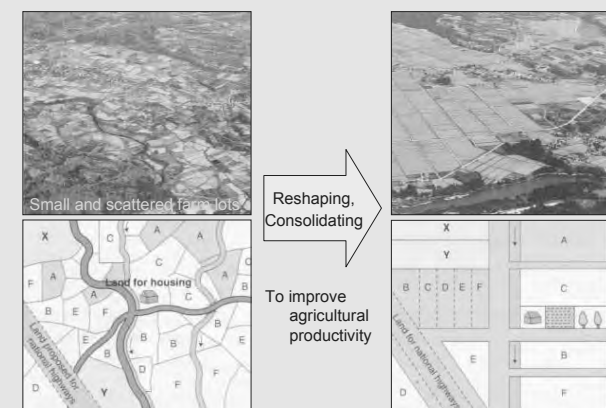 Small and scattered farm lots
Reshaping,
Consolidating
To improve
agricultural
productivity
X
C
A
A
A
C
F
A
Land for housing
C
B
E
F
C
C
B
E
B
B
E
B
D
F
F
D
Y
Land proposed for
national highways
X
Y
A
B C D E F
C
E
B
D
F
Land for national highways